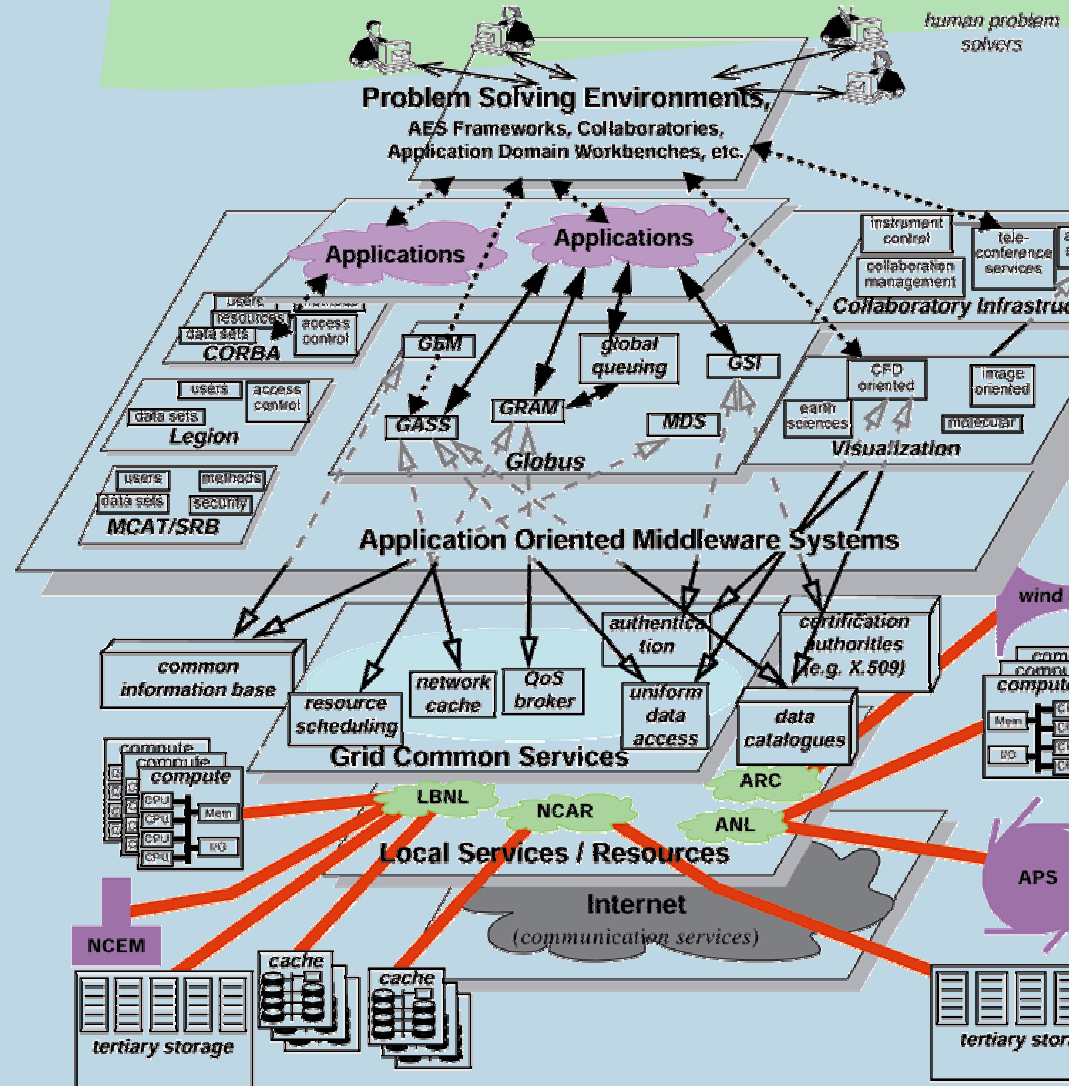 human problem
solvers
Problem Solving Environments,
AES Frameworks, Collaboratories,
Application Domain Workbenches, etc.
instrument
control
tele-
conference
services
collaboration
management
Collaboratory Infrastruc
Applications
Applications
users
resources
data sets
access
control
CORBA
GEM
global
queuing
GSI
CFD
oriented
image
oriented
users
access
control
data sets
Legion
GASS
GRAM
MDS
earth
sciences
molecular
Globus
Visualization
users
methods
data sets
security
MCAT/SRB
Application Oriented Middleware Systems
wind
common
information base
authentica
tion
certification
authorities
(e.g. X.509)
resource
scheduling
network
cache
QoS
broker
uniform
data
access
data
catalogues
Grid Common Services
compute
compute
compute
CPU
CPU
CPU
CPU
Mem
I/O
compute
Mem
I/O
LBNL
NCAR
ARC
ANL
Local Services / Resources
Internet
(communication services)
APS
NCEM
cache
cache
tertiary storage
tertiary stora